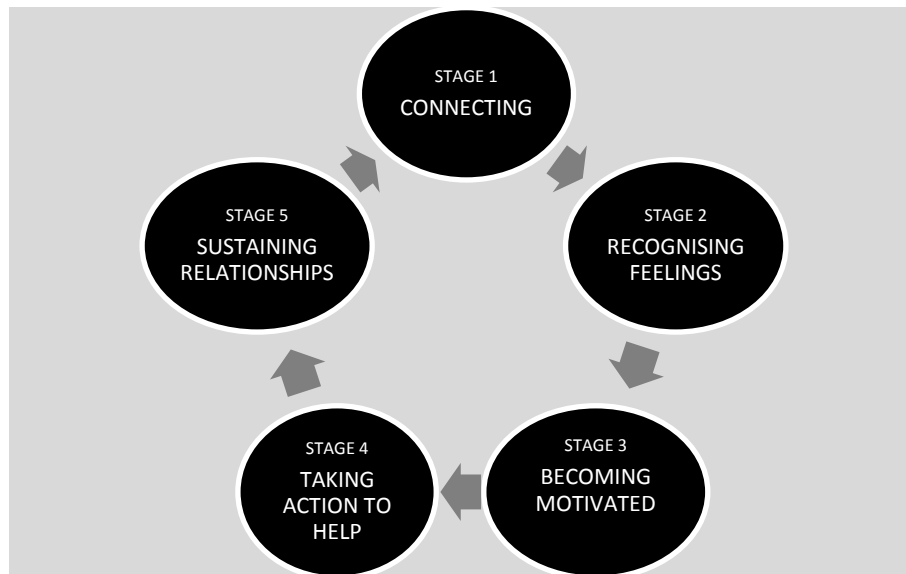 STAGE 1
CONNECTING
STAGE 2
RECOGNISING
FEELINGS
STAGE 3
BECOMING
MOTIVATED
STAGE 4
TAKING
ACTION TO
HELP
STAGE 5
SUSTAINING
RELATIONSHIPS